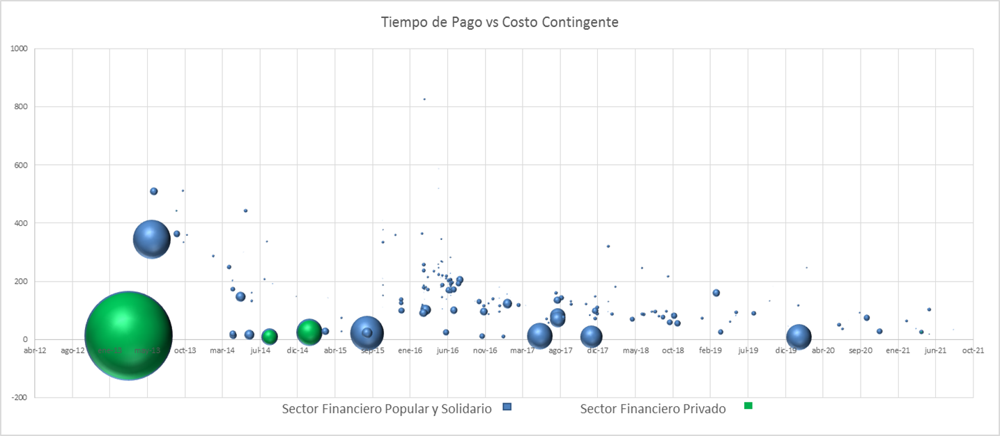 Tiempo de Pago vs Costo Contingente
1000
800
600
400
200
0
abr-12 ago-12 ene-13 may-13 oct-13 mar-14 jul-14 dic-14 abr-15 sep-15 ene-16 jun-16 nov-16 mar-17 ago-17 dic-17 may-18 oct-18 feb-19 jul-19 dic-19 abr-20 sep-20 ene-21 jun-21 oct-21
-200
Sector Financiero Popular y Solidario Sector Financiero Privado